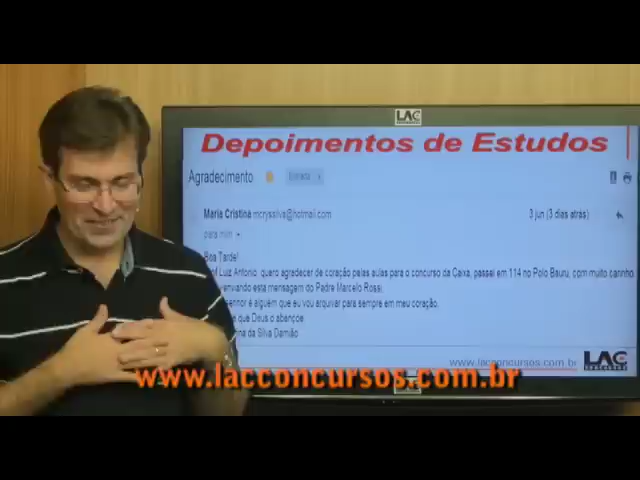 LAC
Depoimentos de Estudos
Agradecimento
Entrada
Maria Cristina mcryssilva@hotmail.com
3 jun (3 dias atrás)
para mim
Boa Tarde!
Luiz Antonio, quero agradecer de coração pelas aulas para o concurso da Caixa, passei em 114 no Polo Bauru, com muito carinho
enviando esta mensagem do Padre Marcelo Rossi,
senhor é alguem que eu vou arquivar para sempre em meu coração.
que Deus o abençoe
da Silva Damião
www.lacconcursos.com.br
LAC
www.lacconcursos.com.br